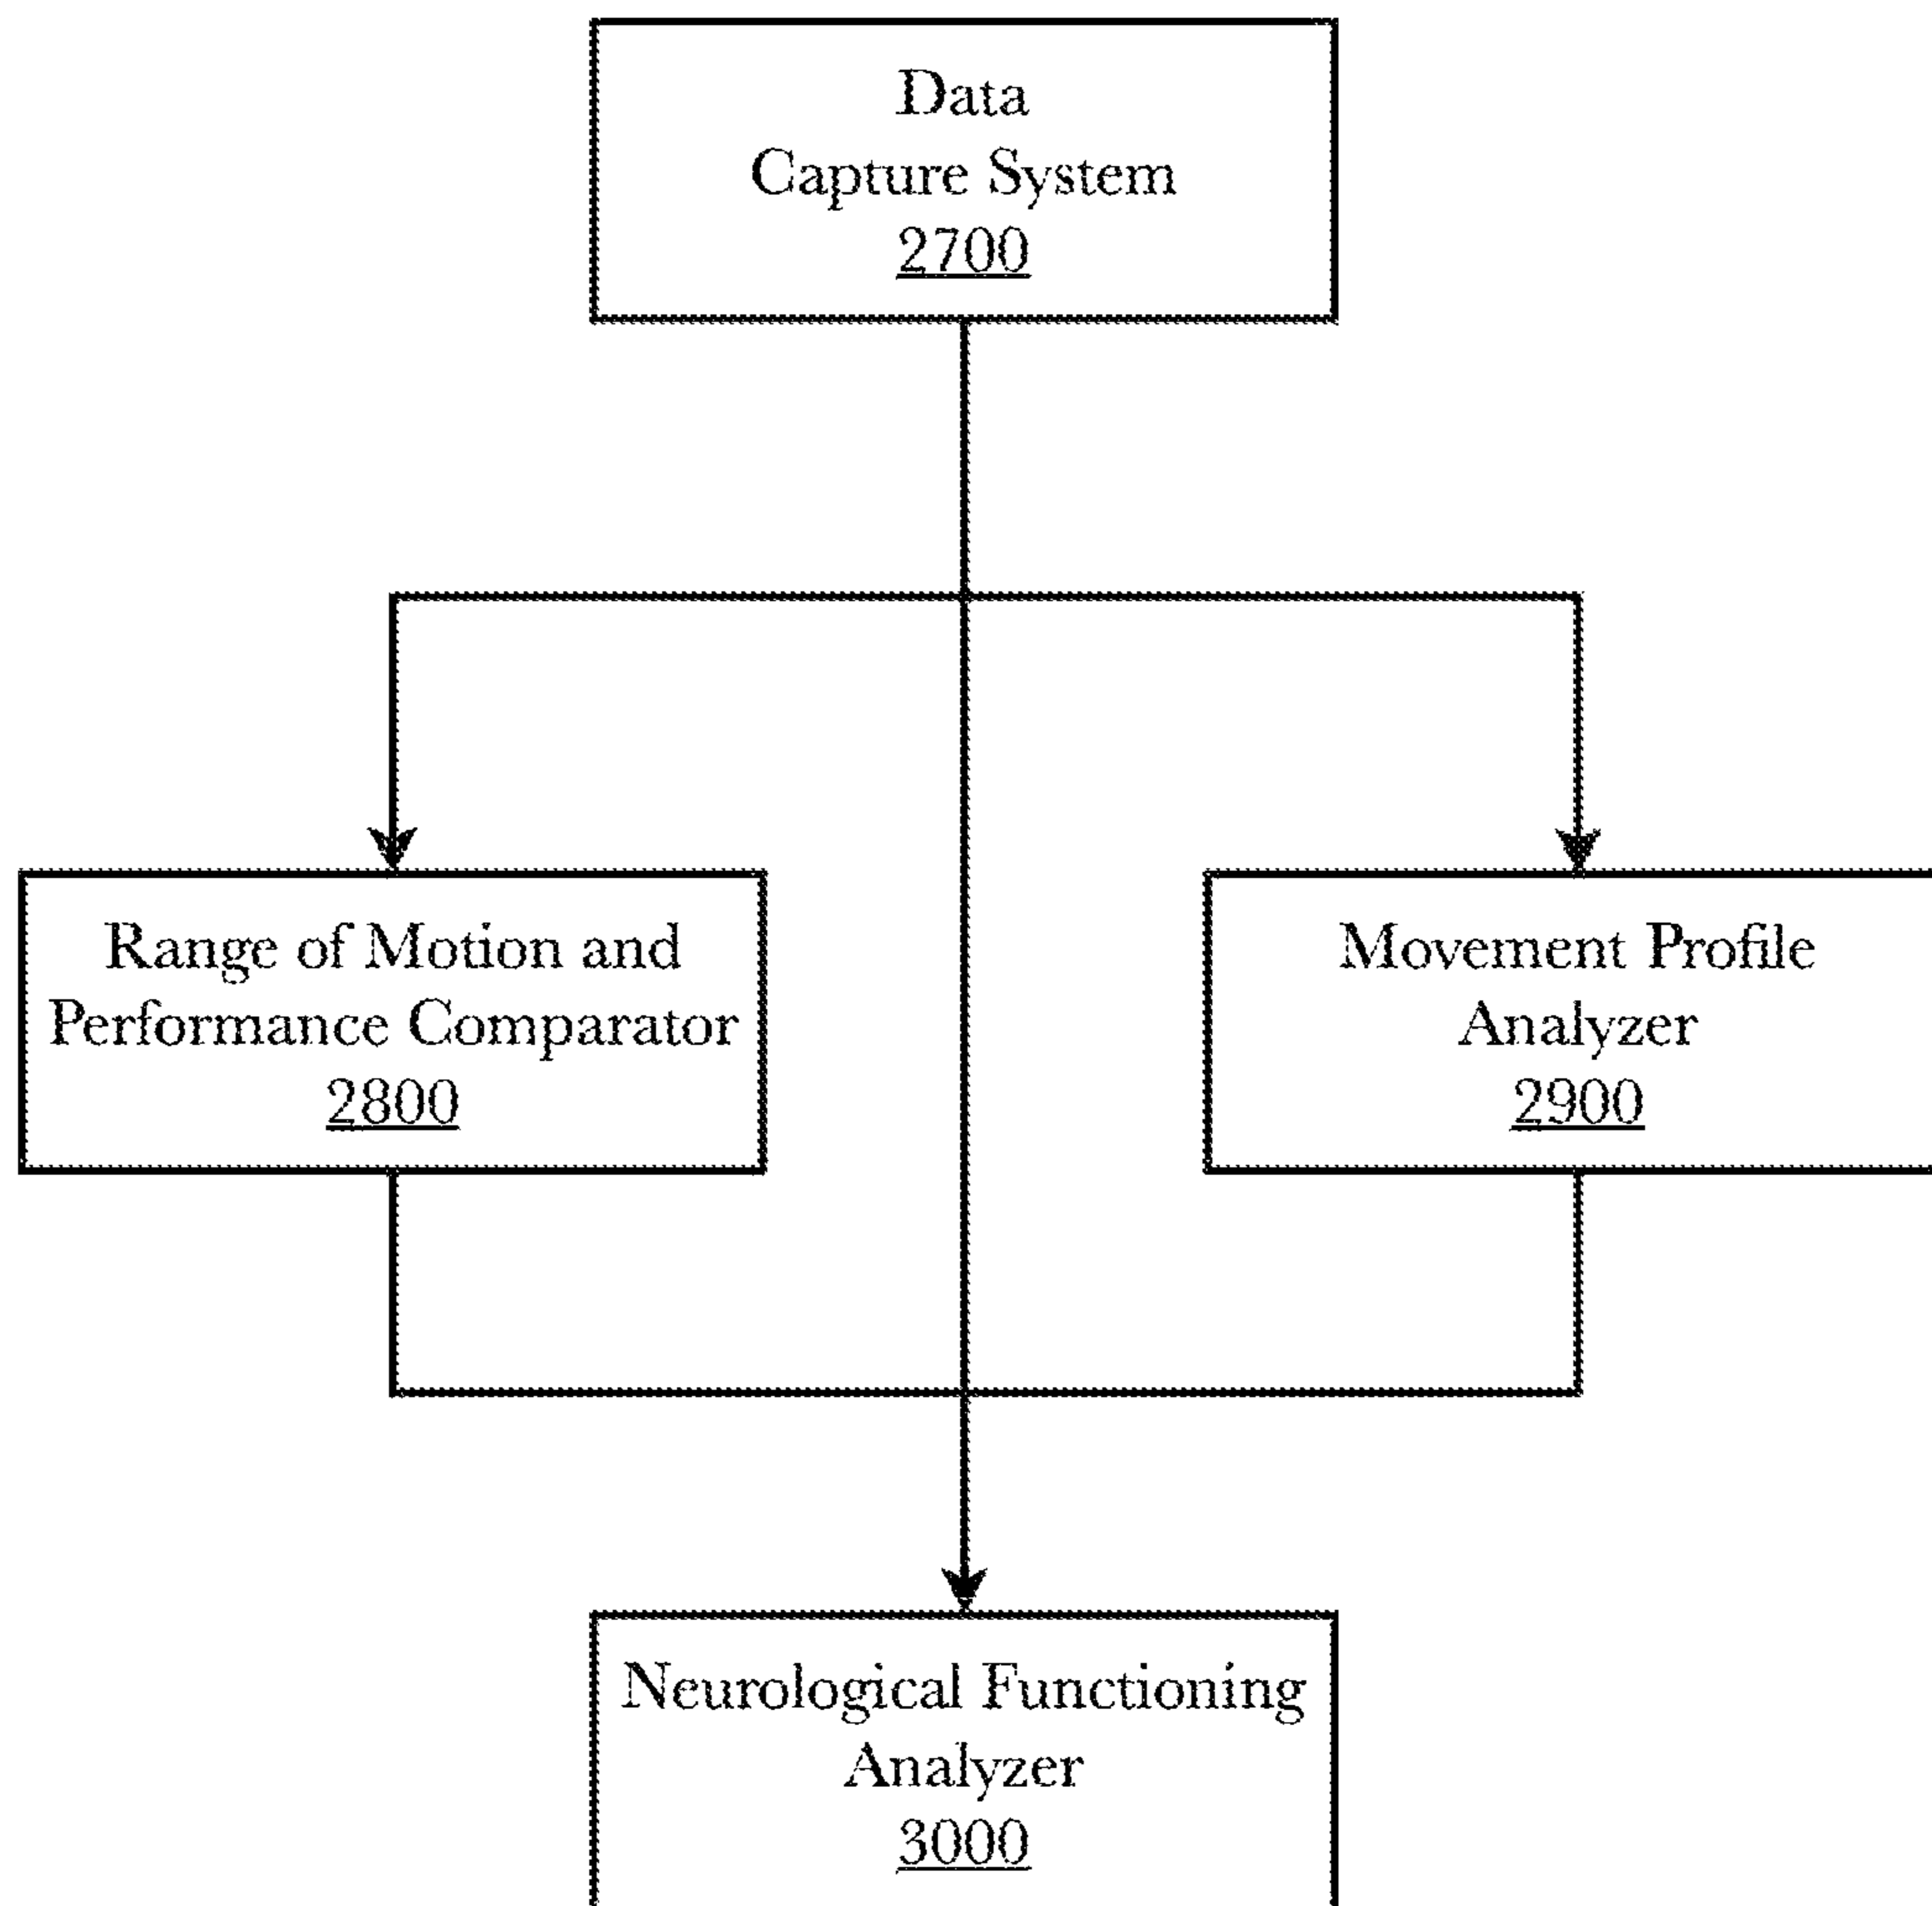 Data
Capture System
2700
Range of Motion and
Performance Comparator
2800
Movement Profile
Analyzer
2900
Neurological Functioning
Analyzer
3000